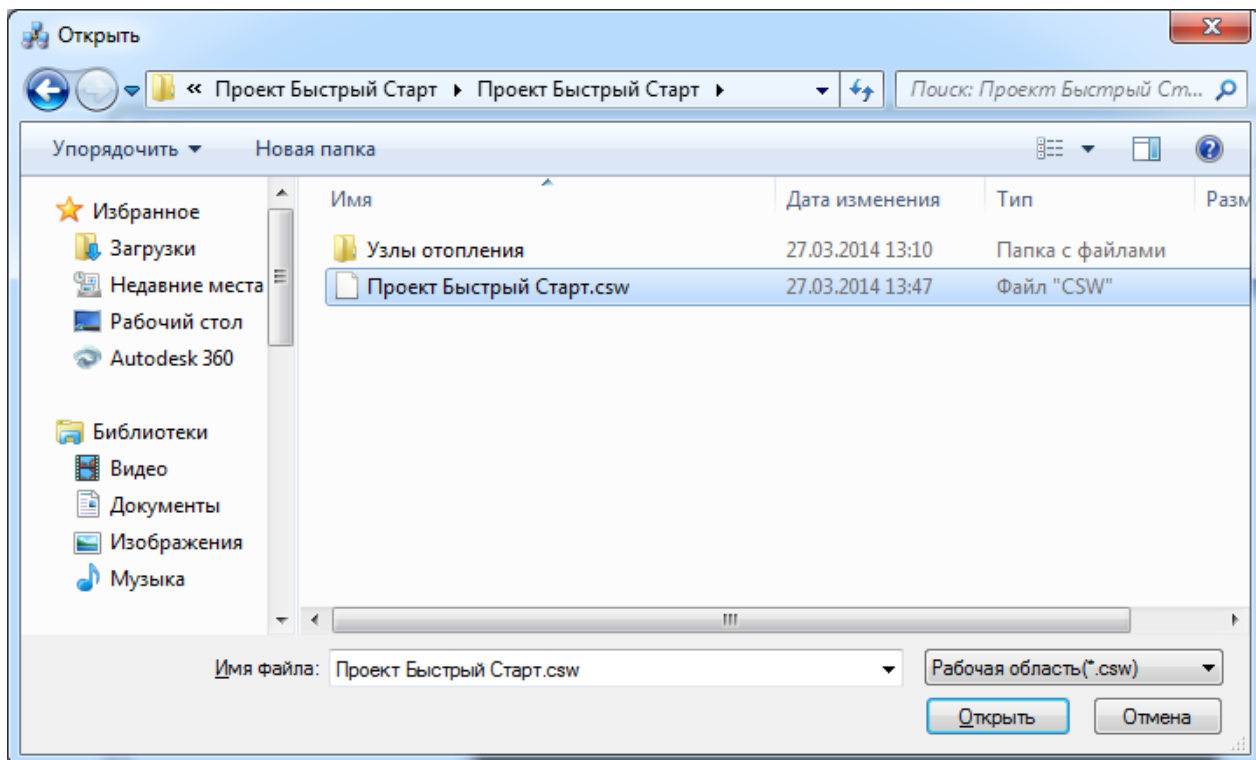 Открыть
« Проект Быстрый Старт Проект Быстрый Старт
Поиск: Проект Быстрый Ст...
Упорядочить Новая папка
Имя Дата изменения Тип Разм
Избранное
Загрузки
Недавние места
Рабочий стол
Autodesk 360
Библиотеки
Видео
Документы
Изображения
Музыка
Узлы отопления 27.03.2014 13:10 Папка с файлами
Проект Быстрый Старт.csw 27.03.2014 13:47 Файл "CSW"
Имя файла: Проект Быстрый Старт.csw Рабочая область(*.csw)
Открыть Отмена